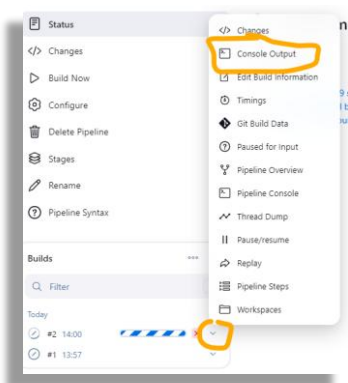 Status
</> Changes
Build Now
Configure
Delete Pipeline
Stages
Rename
Pipeline Syntax
Builds
Filter
Today
#2 14:00
#1 13:57
</> Changes
Console Output
Edit Build Information
Timings
Git Build Data
Paused for Input
Pipeline Overview
Pipeline Console
Thread Dump
Pause/resume
Replay
Pipeline Steps
Workspaces